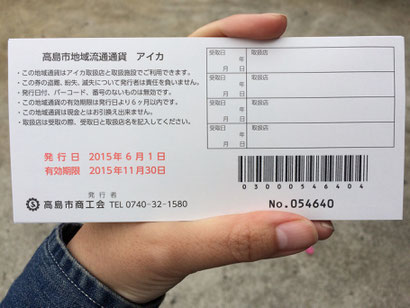 高島市地域流通通貨 アイカ
・この地域通貨はアイカ取扱店と取扱施設でご利用できます。
・この券の盗難、紛失、滅失について発行者は責任を負いません。
・発行日付、バーコード、番号のないものは無効です。
・この地域通貨の有効期限は発行日より6ヶ月以内です。
・この地域通貨は現金とはお引換え出来ません。
・取扱店は受取の際、受取日と取扱店名を記入してください。
発行日 2015年6月1日
有効期限 2015年11月30日
発行者
高島市商工会 TEL 0740-32-1580
受取日 取扱店
年
月 日
受取日 取扱店
年
月 日
受取日 取扱店
年
月 日
受取日 取扱店
年
月 日
030000546404
No.054640